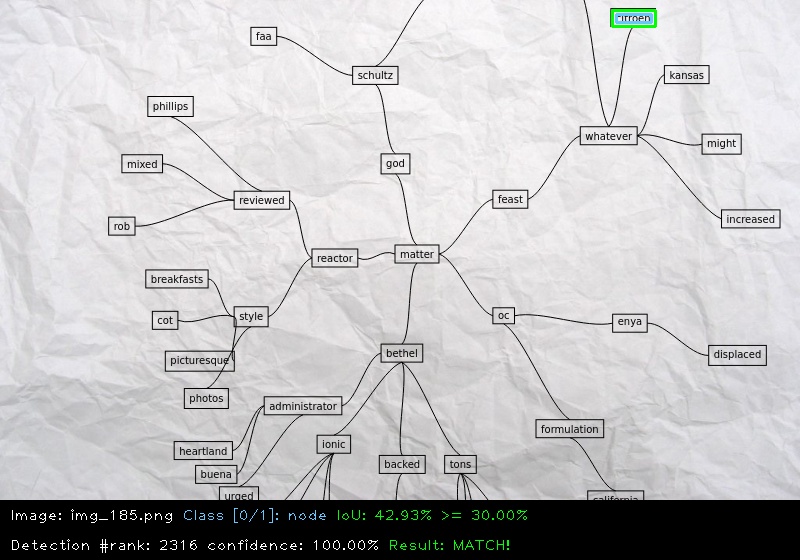 citroen
faa
schultz
kansas
phillips
whatever
might
mixed
god
reviewed
feast
increased
rob
matter
reactor
breakfasts
style
oc
cot
enya
picturesque
bethel
displaced
photos
administrator
formulation
heartland
ionic
buena
backed
tons
urged
california
Image: img_185.png Class [0/1]: node IoU: 42.93% >= 30.00%
Detection #rank: 2316 confidence: 100.00% Result: MATCH!